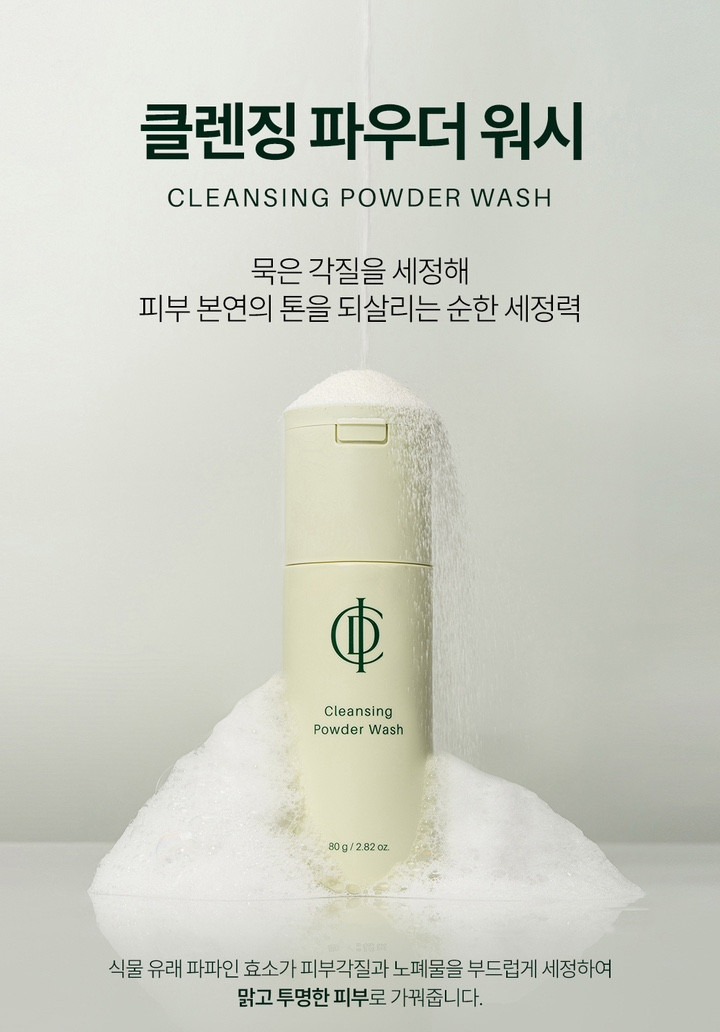 클렌징 파우더 워시
CLEANSING POWDER WASH
묵은 각질을 세정해
피부 본연의 톤을 되살리는 순한 세정력
Cleansing
Powder Wash
80 g / 2.82 oz.
식물 유래 파파인 효소가 피부각질과 노폐물을 부드럽게 세정하여
맑고 투명한 피부로 가꿔줍니다.